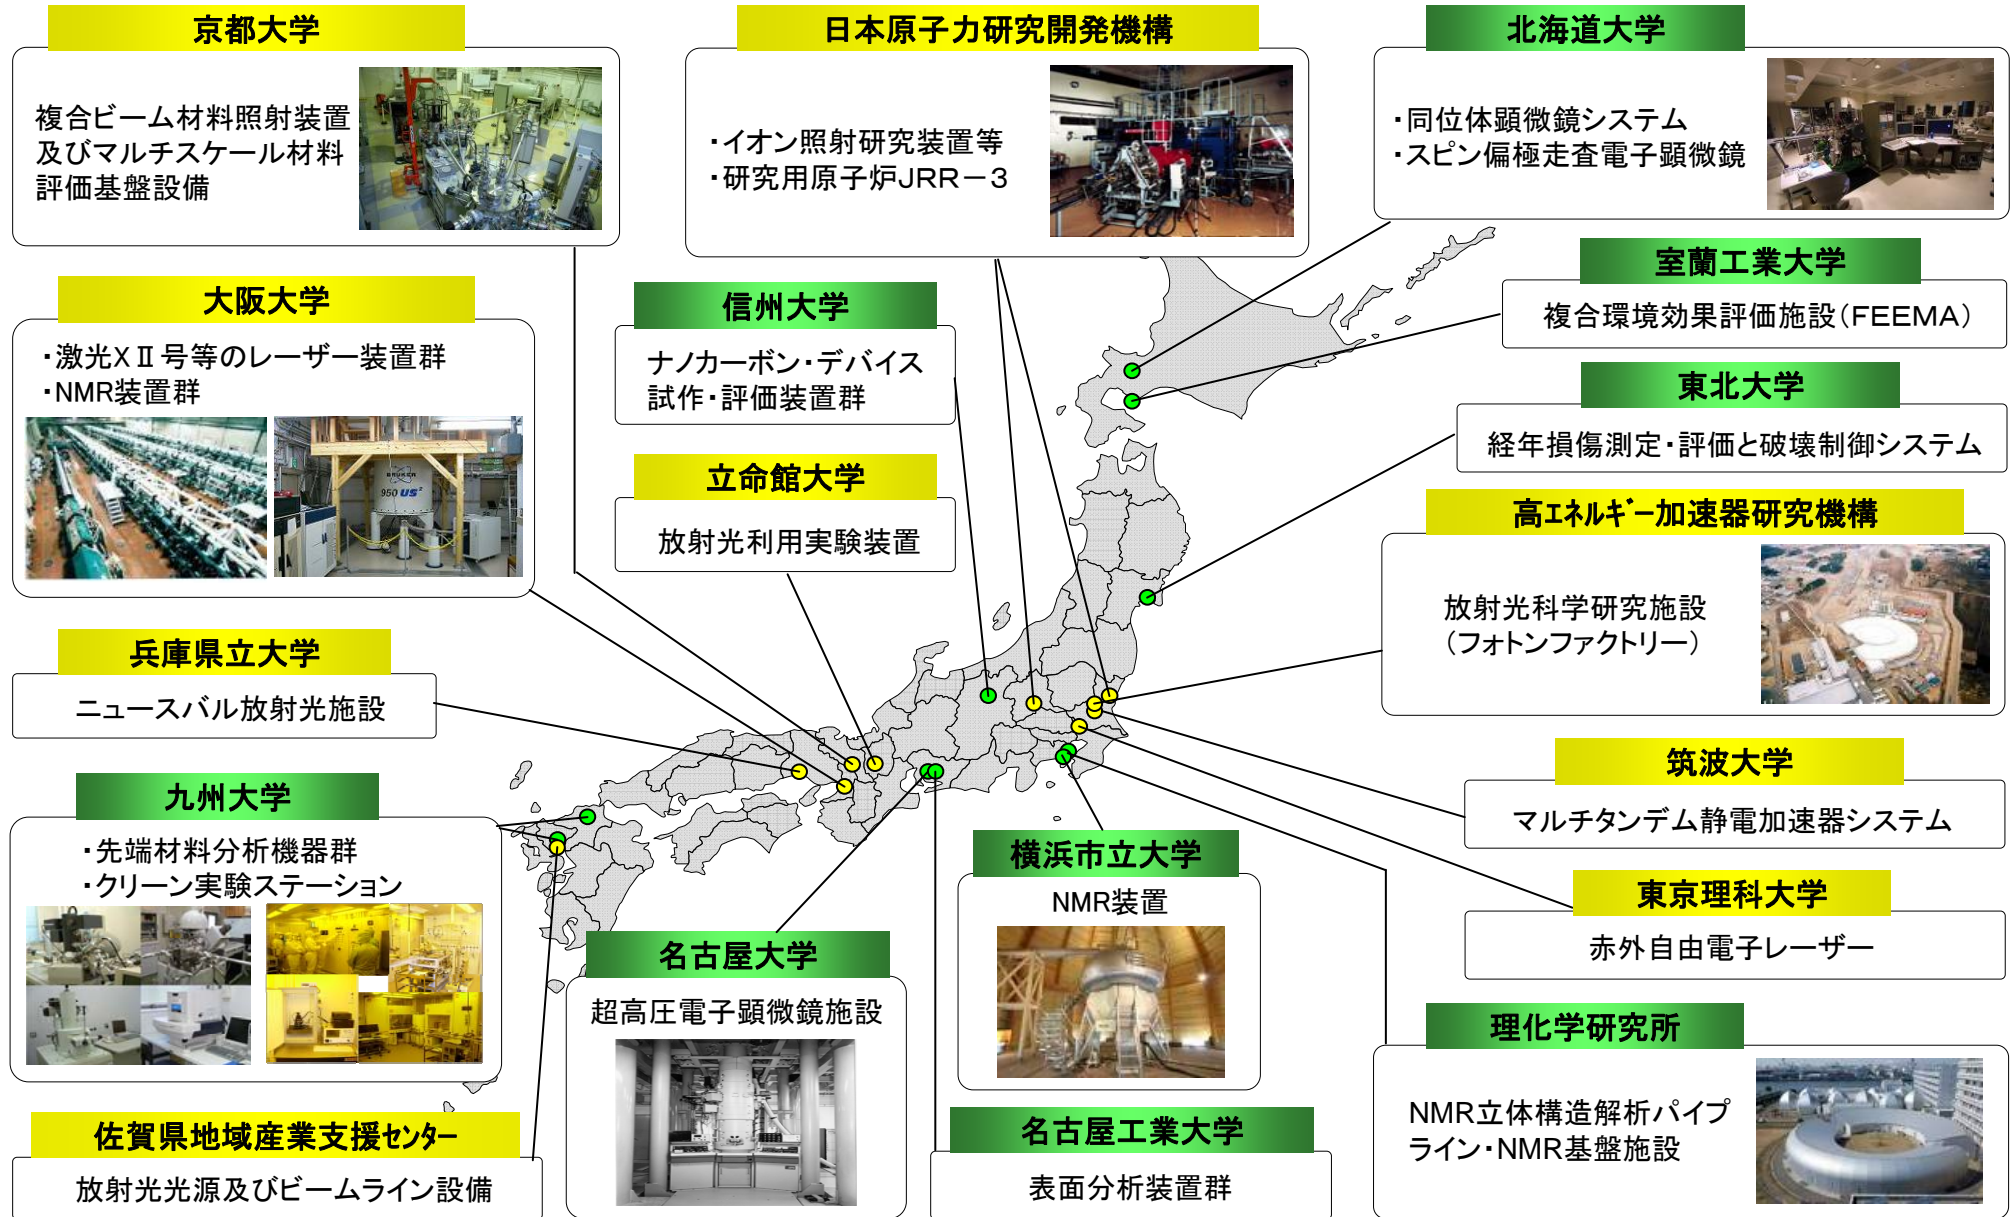 京都大学
複合ビーム材料照射装置
及びマルチスケール材料
評価基盤設備
日本原子力研究開発機構
・イオン照射研究装置等
・研究用原子炉JRR－3
北海道大学
・同位体顕微鏡システム
・スピン偏極走査電子顕微鏡
室蘭工業大学
複合環境効果評価施設（FEEMA）
大阪大学
・激光XⅡ号等のレーザー装置群
・NMR装置群
BRUKER
950 US²
信州大学
ナノカーボン・デバイス
試作・評価装置群
東北大学
経年損傷測定・評価と破壊制御システム
立命館大学
放射光利用実験装置
高エネルギー加速器研究機構
放射光科学研究施設
（フォトンファクトリー）
兵庫県立大学
ニュースバル放射光施設
筑波大学
マルチタンデム静電加速器システム
九州大学
・先端材料分析機器群
・クリーン実験ステーション
横浜市立大学
NMR装置
東京理科大学
赤外自由電子レーザー
名古屋大学
超高圧電子顕微鏡施設
理化学研究所
NMR立体構造解析パイプ
ライン・NMR基盤施設
佐賀県地域産業支援センター
放射光光源及びビームライン設備
名古屋工業大学
表面分析装置群